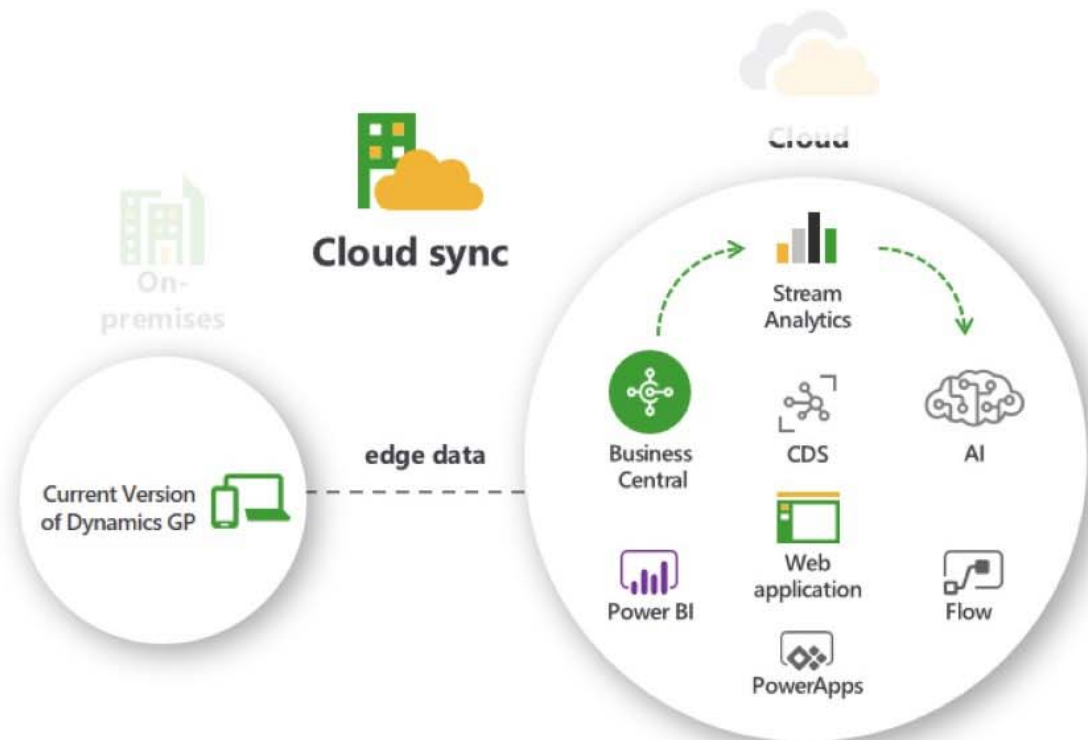 Cloud
Cloud sync
On-
premises
Stream
Analytics
edge data
Business
Central
CDS
AI
Current Version
of Dynamics GP
Web
application
Power BI
Flow
PowerApps